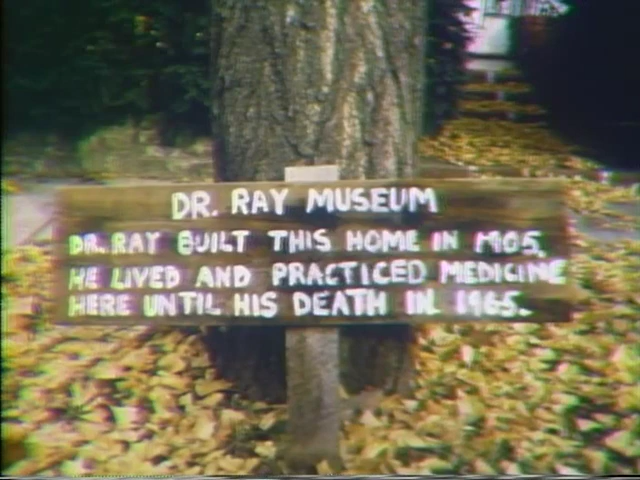 DR. RAY MUSEUM
DR. RAY BUILT THIS HOME IN 1905.
HE LIVED AND PRACTICED MEDICINE
HERE UNTIL HIS DEATH IN 1965.